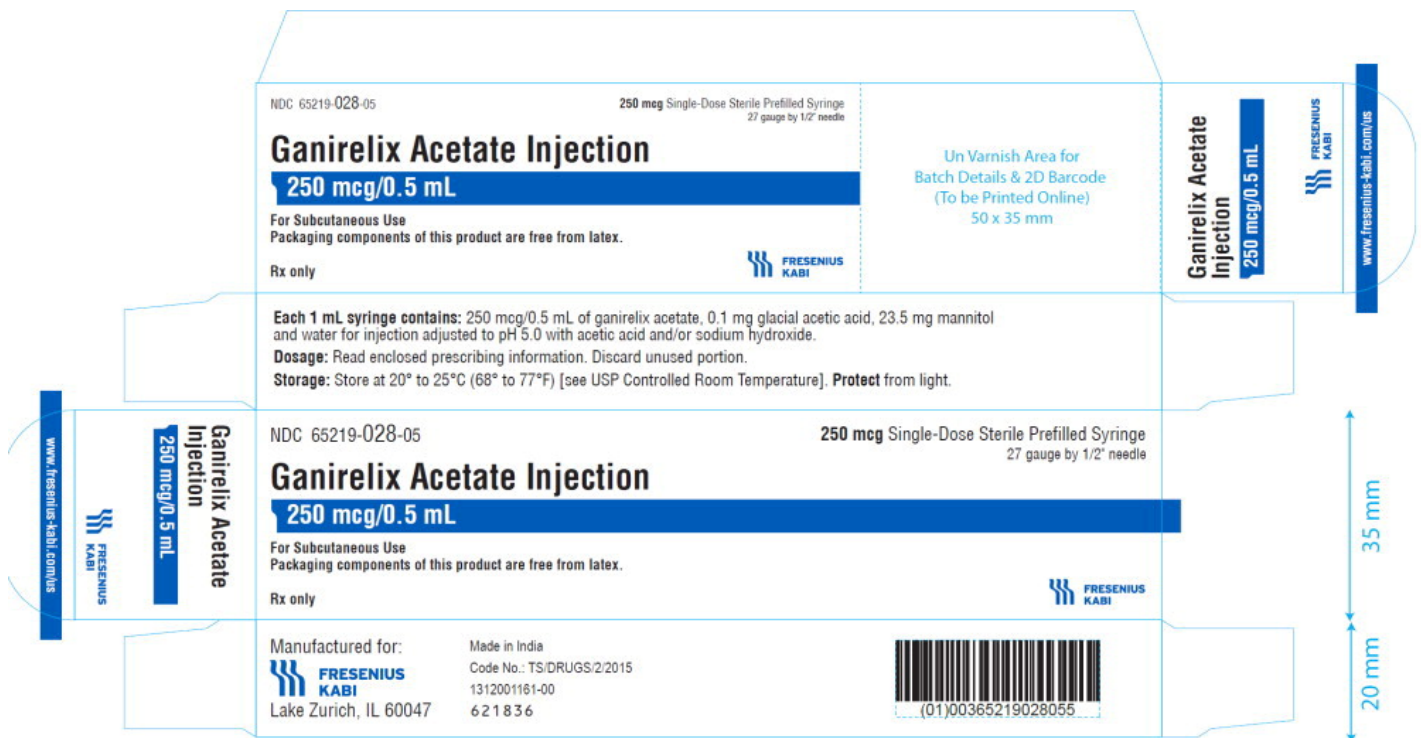 NDC 65219-028-05
250 mcg Single-Dose Sterile Prefilled Syringe
27 gauge by 1/2" needle
Ganirelix Acetate Injection
250 mcg/0.5 mL
For Subcutaneous Use
Packaging components of this product are free from latex.
Rx only
FRESENIUS
KABI
Un Varnish Area for
Batch Details & 2D Barcode
(To be Printed Online)
50 x 35 mm
Ganirelix Acetate
Injection
250 mcg/0.5 mL
FRESENIUS
KABI
www.fresenius-kabi.com/us
Each 1 mL syringe contains: 250 mcg/0.5 mL of ganirelix acetate, 0.1 mg glacial acetic acid, 23.5 mg mannitol
and water for injection adjusted to pH 5.0 with acetic acid and/or sodium hydroxide.
Dosage: Read enclosed prescribing information. Discard unused portion.
Storage: Store at 20° to 25°C (68° to 77°F) [see USP Controlled Room Temperature]. Protect from light.
Ganirelix Acetate
Injection
250 mcg/0.5 mL
FRESENIUS
KABI
www.fresenius-kabi.com/us
NDC 65219-028-05
250 mcg Single-Dose Sterile Prefilled Syringe
27 gauge by 1/2" needle
Ganirelix Acetate Injection
250 mcg/0.5 mL
For Subcutaneous Use
Packaging components of this product are free from latex.
Rx only
FRESENIUS
KABI
35 mm
Manufactured for:
FRESENIUS
KABI
Lake Zurich, IL 60047
Made in India
Code No.: TS/DRUGS/2/2015
1312001161-00
621836
(01)00365219028055
20 mm